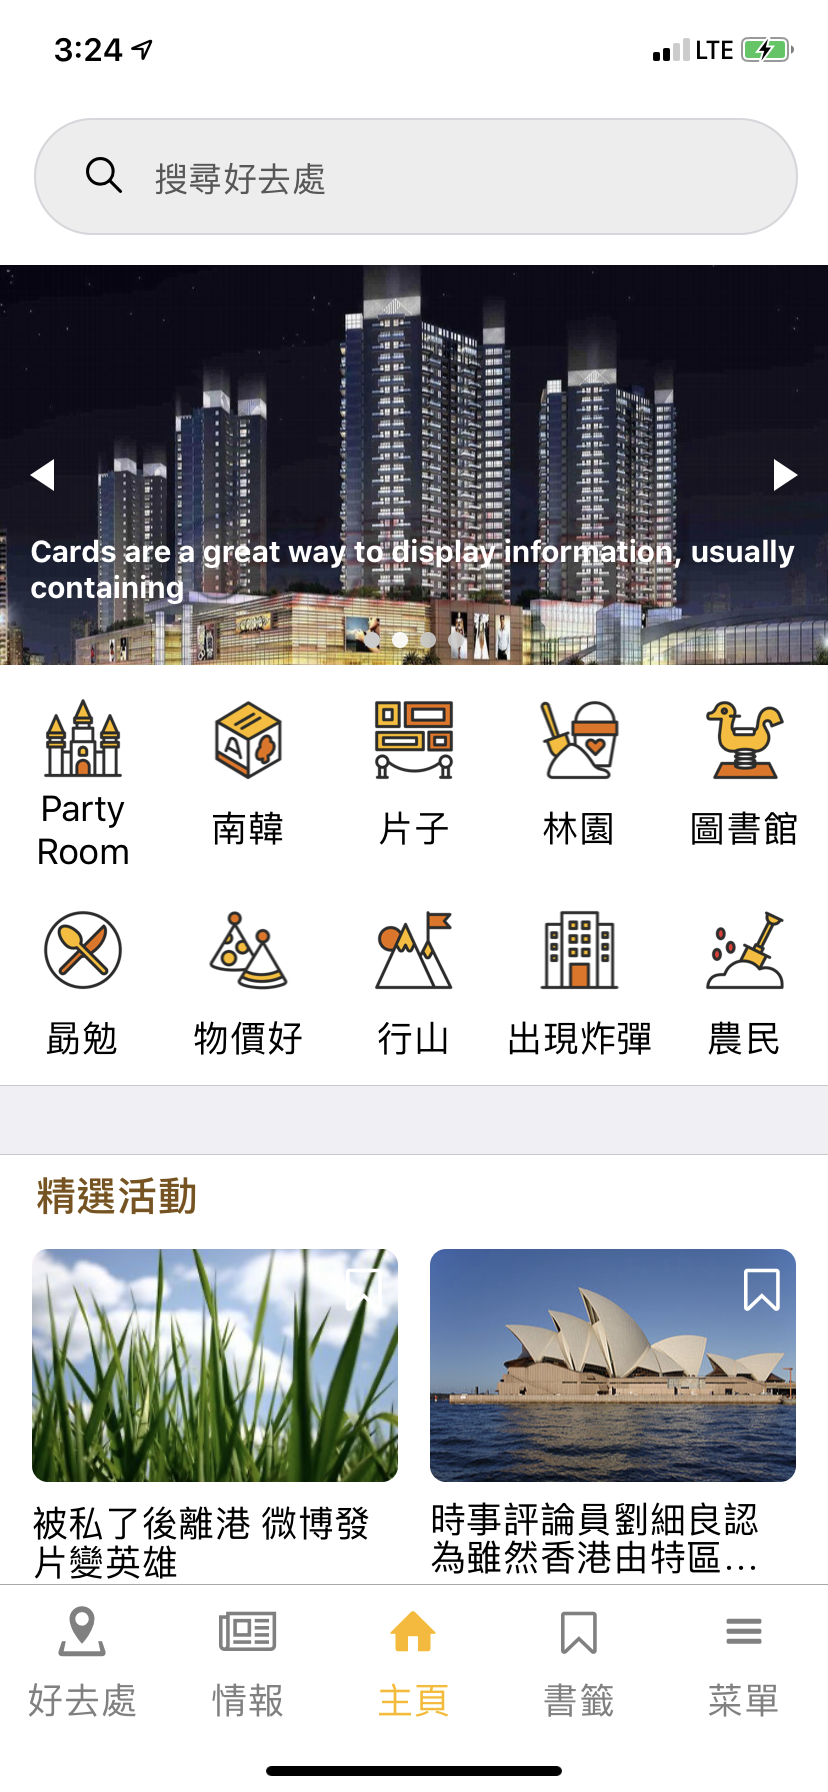 3:24
LTE
搜尋好去處
Cards are a great way to display information, usually
containing
Party
Room
南韓
片子
林園
圖書館
勗勉
物價好
行山
出現炸彈
農民
精選活動
被私了後離港 微博發
片變英雄
時事評論員劉細良認
為雖然香港由特區...
好去處
情報
主頁
書籤
菜單